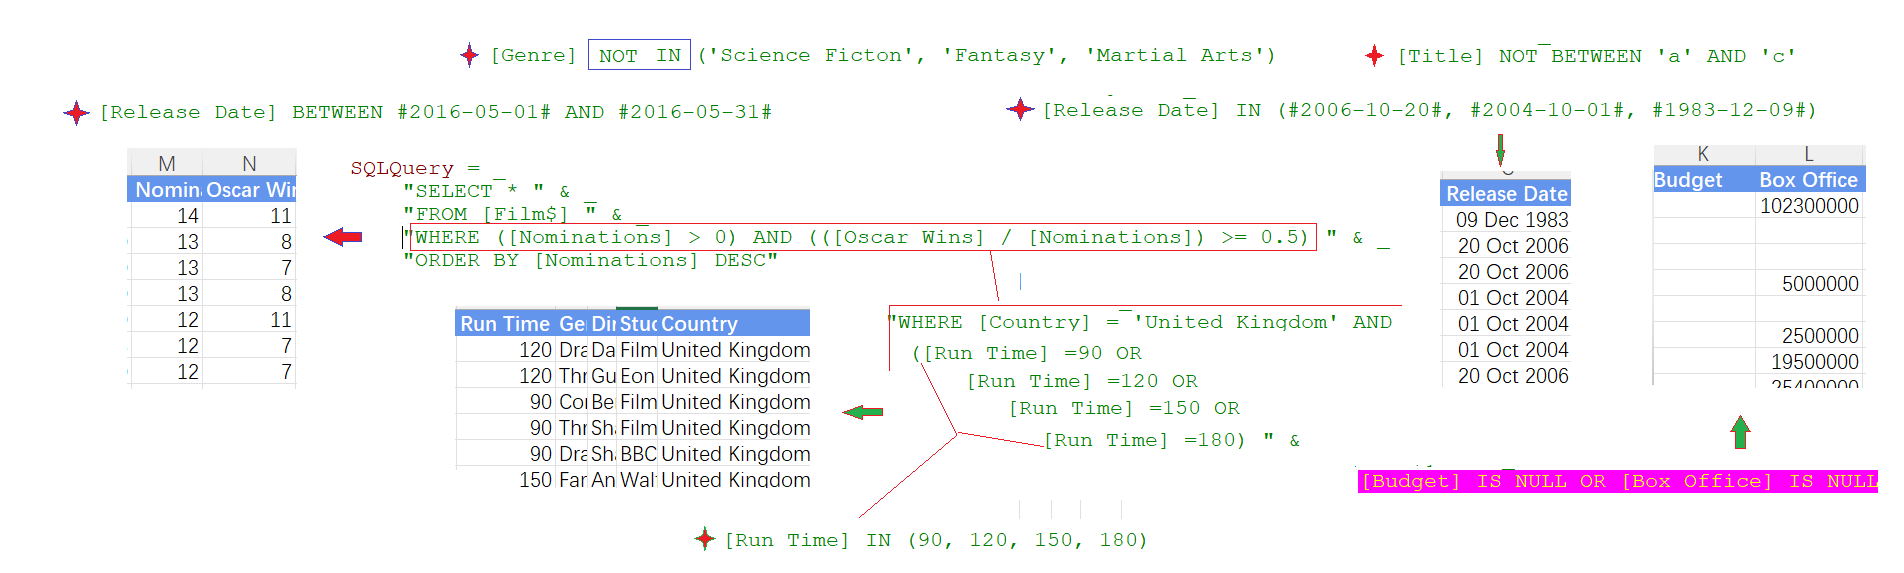 [Genre] NOT IN ('Science Ficton', 'Fantasy', 'Martial Arts')
[Title] NOT BETWEEN 'a' AND 'c'
[Release Date] BETWEEN #2016-05-01# AND #2016-05-31#
[Release Date] IN (#2006-10-20#, #2004-10-01#, #1983-12-09#)
M N
Nomin Oscar Wir
14 11
13 8
13 7
13 8
12 11
12 7
12 7
SQLQuery = _
"SELECT * " & _
"FROM [Film$] " & _
"WHERE ([Nominations] > 0) AND (([Oscar Wins] / [Nominations]) >= 0.5) " & _
"ORDER BY [Nominations] DESC"
Release Date
09 Dec 1983
20 Oct 2006
20 Oct 2006
01 Oct 2004
01 Oct 2004
01 Oct 2004
20 Oct 2006
K L
Budget Box Office
102300000
5000000
2500000
19500000
25400000
Run Time Ge Dir Stuc Country
120 Dra Da Film United Kingdom
120 Thr Gu Eon United Kingdom
90 Cor Be Film United Kingdom
90 Thr Sha Film United Kingdom
90 Dra Sha BBC United Kingdom
150 Far An Wal United Kingdom
"WHERE [Country] = 'United Kingdom' AND
([Run Time] =90 OR
[Run Time] =120 OR
[Run Time] =150 OR
[Run Time] =180) " &
[Budget] IS NULL OR [Box Office] IS NULL
[Run Time] IN (90, 120, 150, 180)